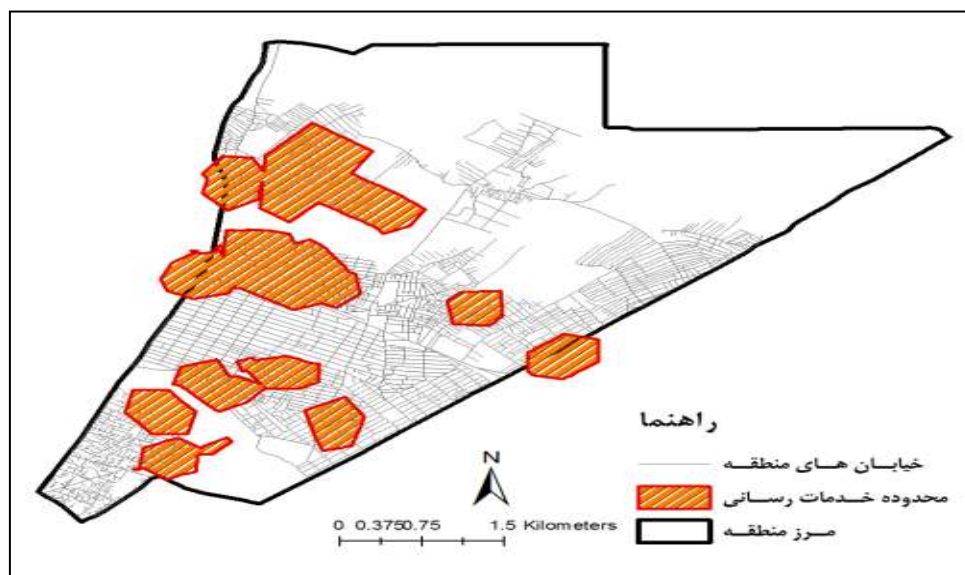 راهنما
خیابان های منطقه
محدوده خدمات رسانی
مرز منطقه
N
0 0.3750.75 1.5 Kilometers